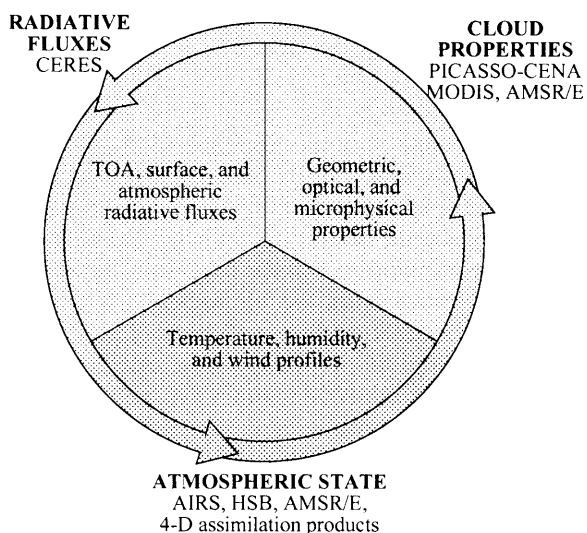 RADIATIVE
FLUXES
CERES
CLOUD
PROPERTIES
PICASSO-CENA
MODIS, AMSR/E
TOA, surface, and
atmospheric
radiative fluxes
Geometric,
optical, and
microphysical
properties
Temperature, humidity,
and wind profiles
ATMOSPHERIC STATE
AIRS, HSB, AMSR/E,
4-D assimilation products